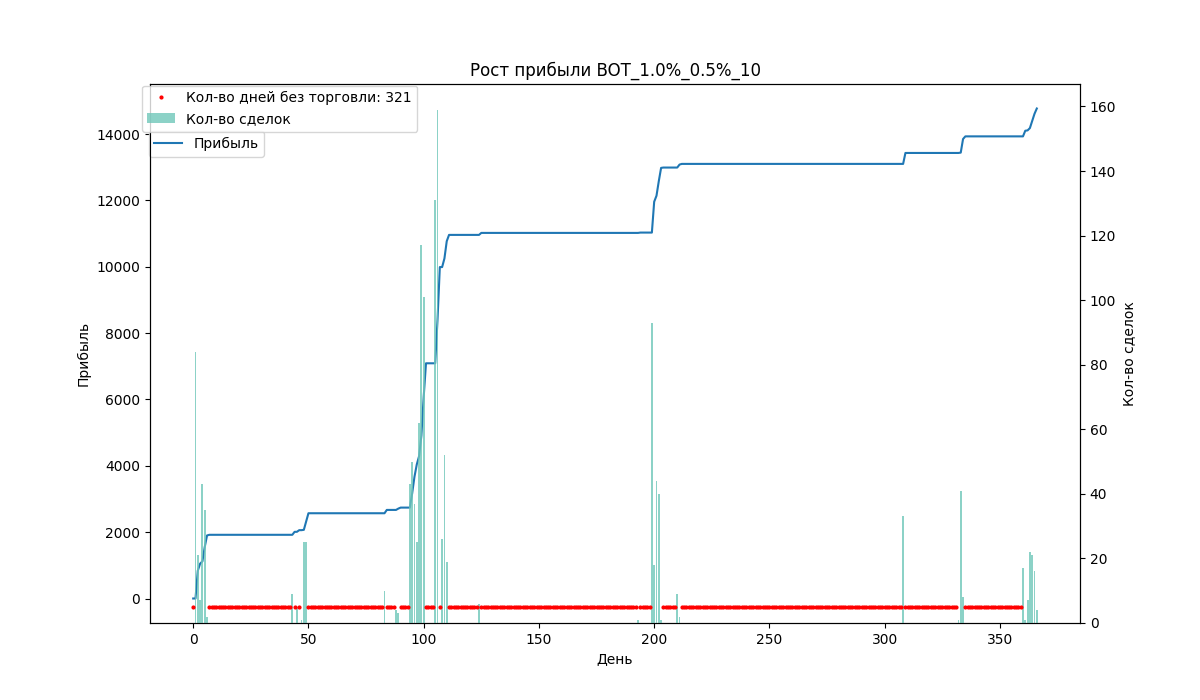 Рост прибыли BOT_1.0%_0.5%_10
Кол-во дней без торговли: 321
Кол-во сделок
Прибыль
14000
12000
10000
8000
6000
4000
2000
0
Прибыль
160
140
120
100
80
60
40
20
0
Кол-во сделок
0 50 100 150 200 250 300 350
День